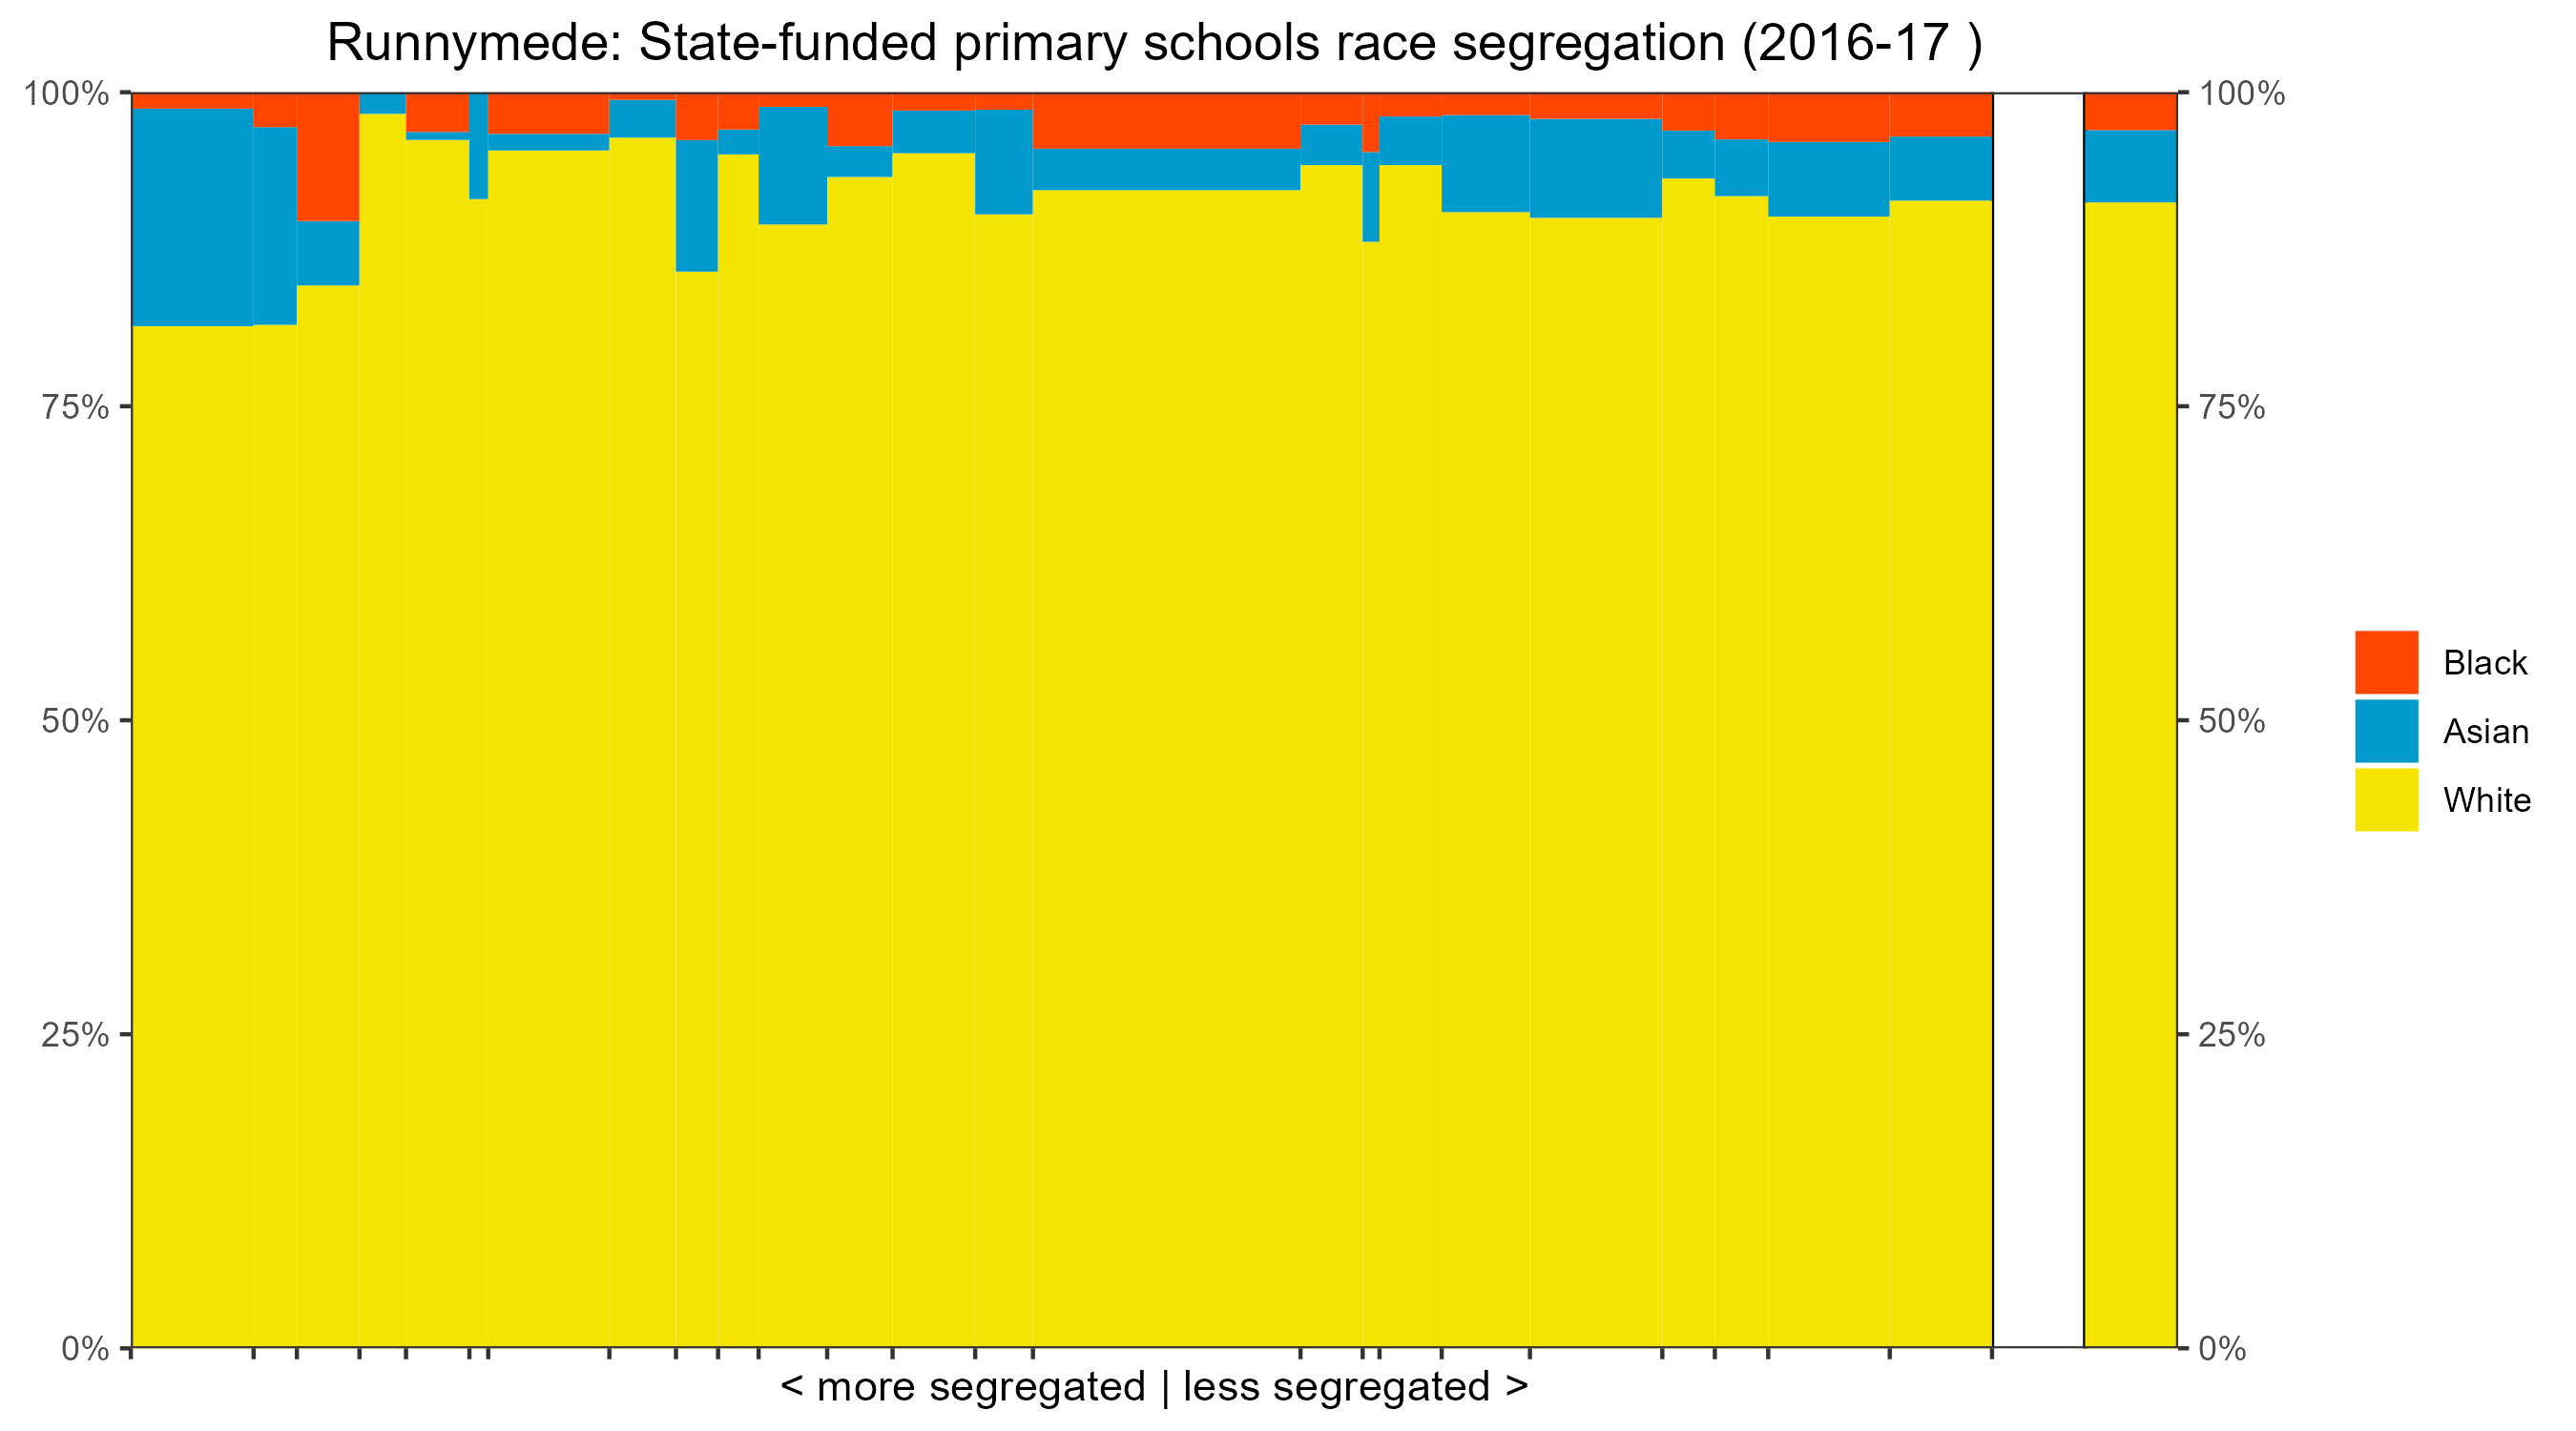 Runnymede: State-funded primary schools race segregation (2016-17 )
100%
75%
50%
25%
0%
100%
75%
50%
25%
0%
Black
Asian
White
< more segregated | less segregated >